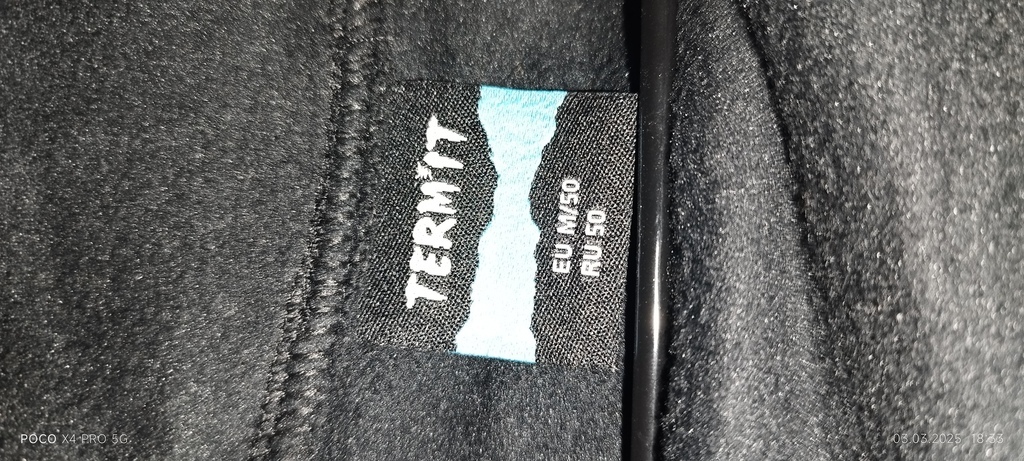 TERMIT
EU M/50
RU 50
POCO X4 PRO 5G
03.03.2025 18:33